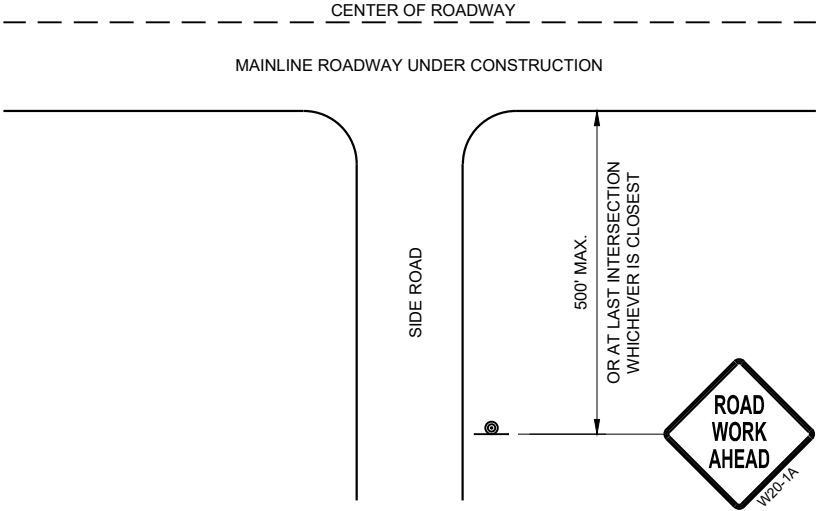 CENTER OF ROADWAY
MAINLINE ROADWAY UNDER CONSTRUCTION
SIDE ROAD
500' MAX.
OR AT LAST INTERSECTION
WHICHEVER IS CLOSEST
ROAD
WORK
AHEAD
W20-1A